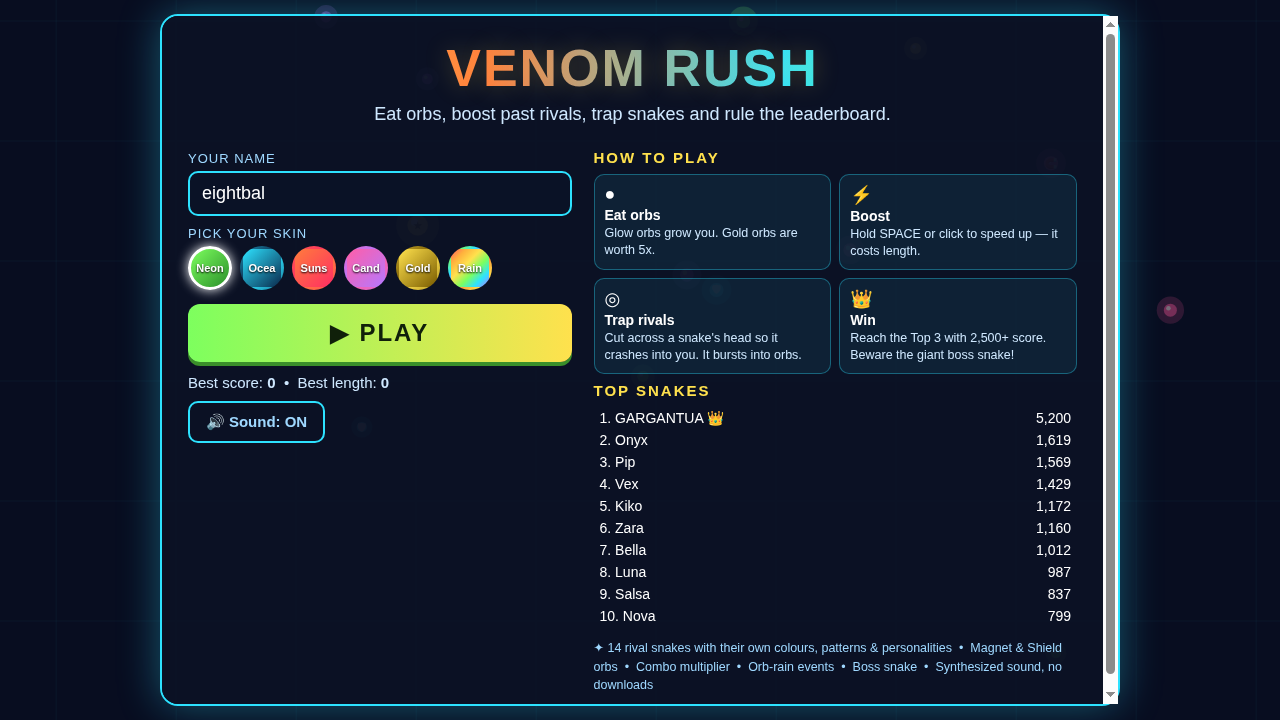 VENOM RUSH
Eat orbs, boost past rivals, trap snakes and rule the leaderboard.
YOUR NAME
eightbal
PICK YOUR SKIN
Neon Ocea Suns Cand Gold Rain
▶ PLAY
Best score: 0 • Best length: 0
🔊 Sound: ON
HOW TO PLAY
●
Eat orbs
Glow orbs grow you. Gold orbs are
worth 5x.
⚡
Boost
Hold SPACE or click to speed up — it
costs length.
◎
Trap rivals
Cut across a snake's head so it
crashes into you. It bursts into orbs.
👑
Win
Reach the Top 3 with 2,500+ score.
Beware the giant boss snake!
TOP SNAKES
1. GARGANTUA 👑 5,200
2. Onyx 1,619
3. Pip 1,569
4. Vex 1,429
5. Kiko 1,172
6. Zara 1,160
7. Bella 1,012
8. Luna 987
9. Salsa 837
10. Nova 799
✦ 14 rival snakes with their own colours, patterns & personalities • Magnet & Shield
orbs • Combo multiplier • Orb-rain events • Boss snake • Synthesized sound, no
downloads